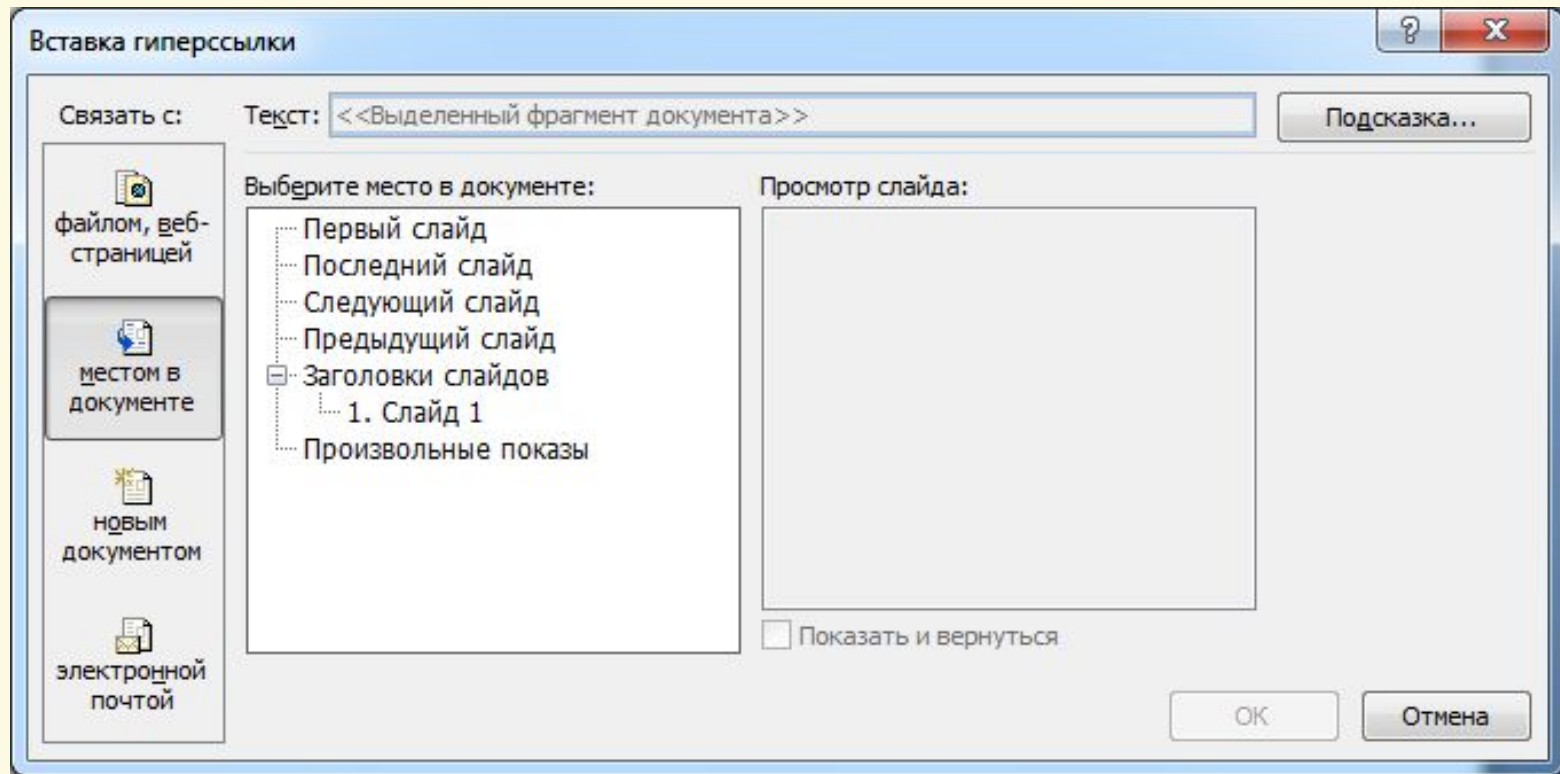 Вставка гиперссылки
Связать с:
Текст: <<Выделенный фрагмент документа>>
Подсказка...
файлом, веб-
страницей
местом в
документе
новым
документом
электронной
почтой
Выберите место в документе:
Первый слайд
Последний слайд
Следующий слайд
Предыдущий слайд
Заголовки слайдов
1. Слайд 1
Произвольные показы
Просмотр слайда:
Показать и вернуться
ОК
Отмена